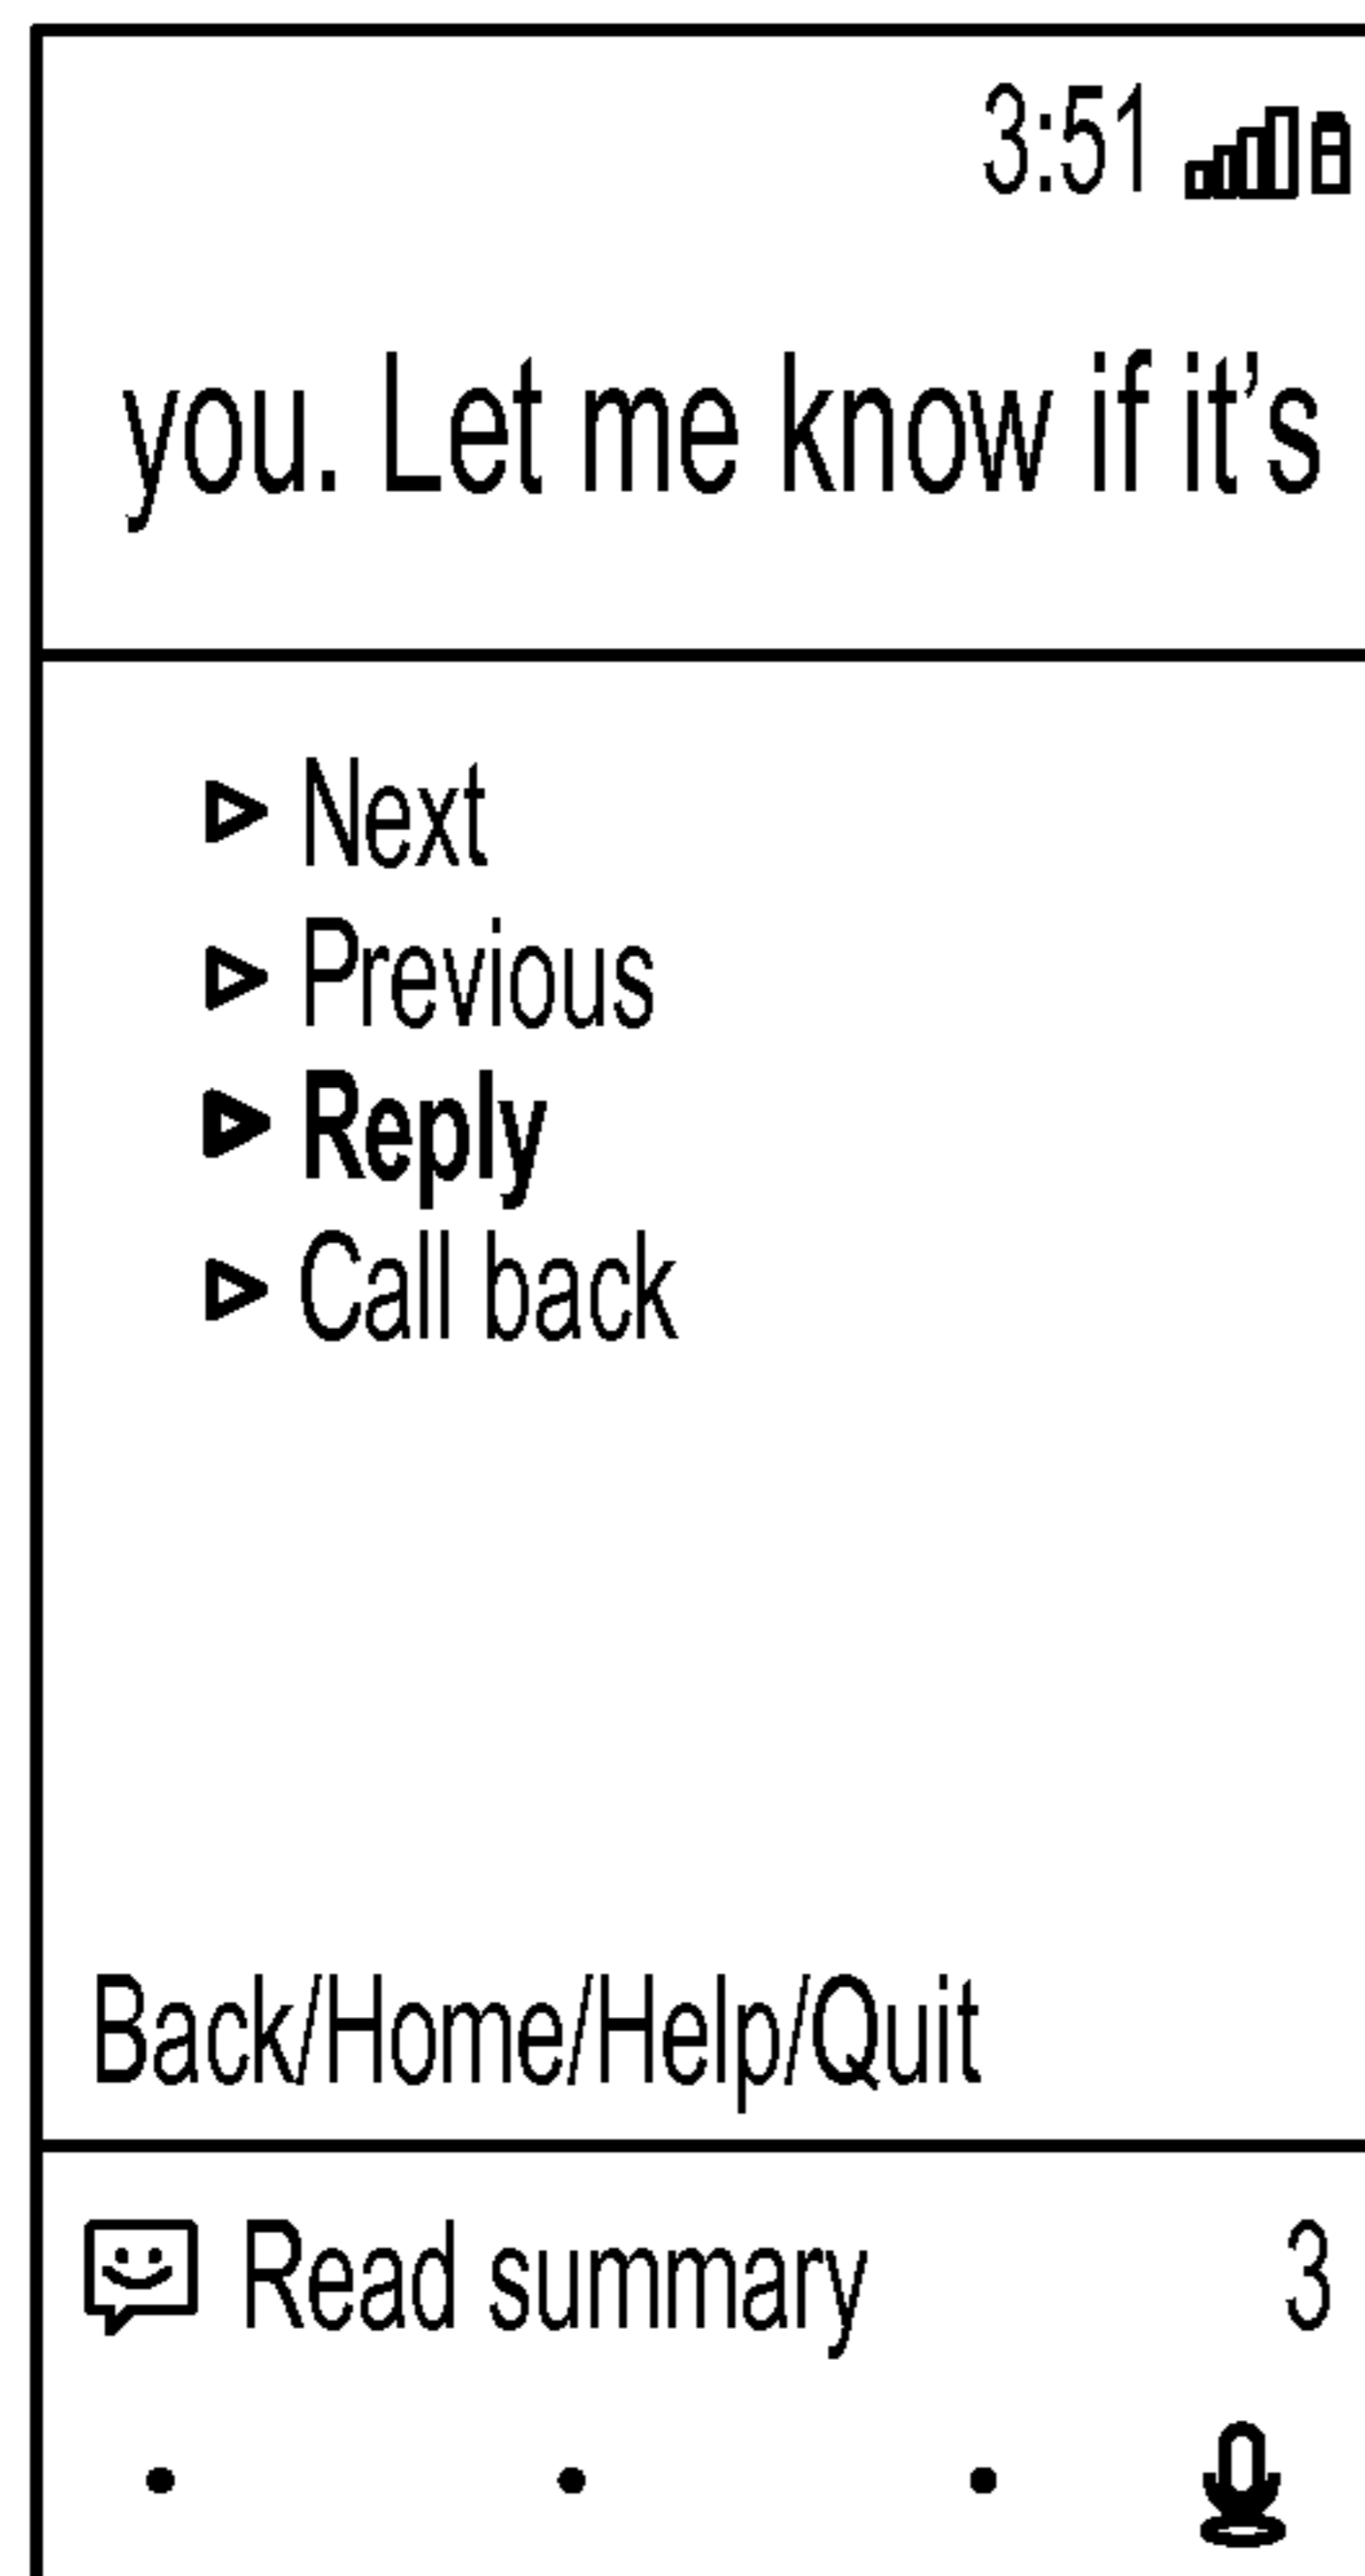 3:51
you. Let me know if it’s
Next
Previous
Reply
Call back
Back/Home/Help/Quit
Read summary 3